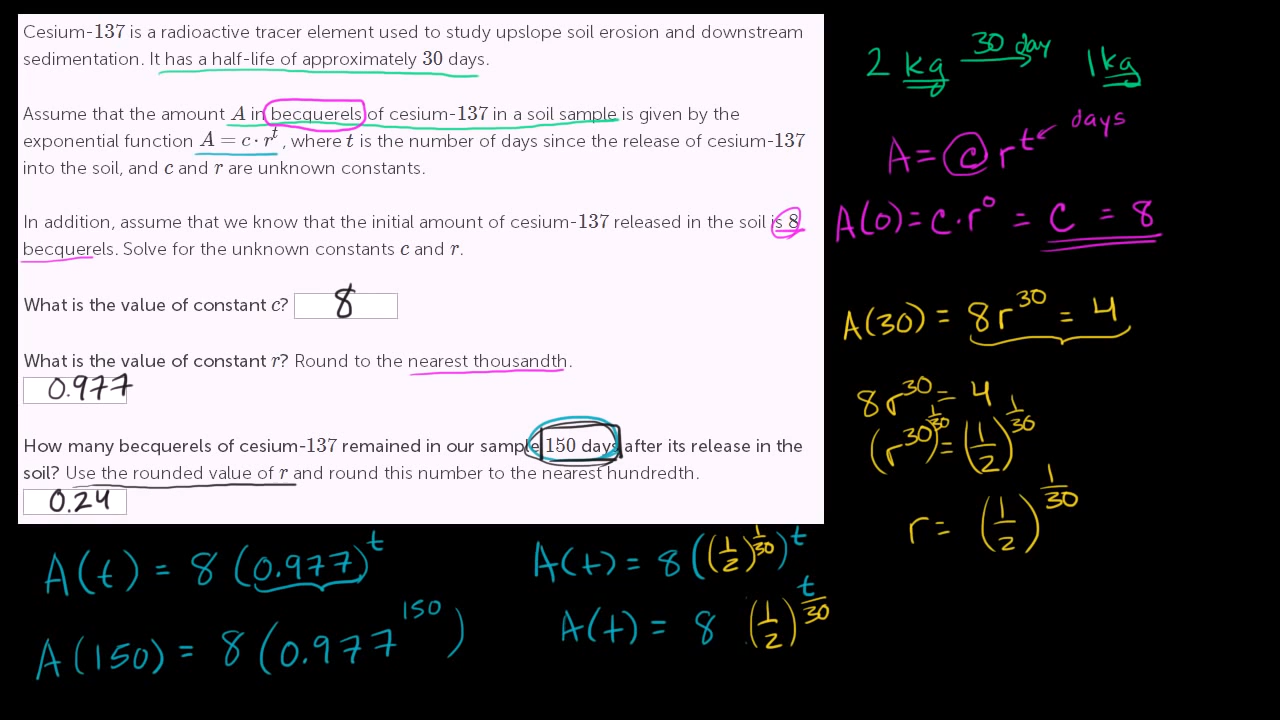 Cesium-137 is a radioactive tracer element used to study upslope soil erosion and downstream
sedimentation. It has a half-life of approximately 30 days.
Assume that the amount A in becquerels of cesium-137 in a soil sample is given by the
exponential function A = c · r^t, where t is the number of days since the release of cesium-137
into the soil, and c and r are unknown constants.
In addition, assume that we know that the initial amount of cesium-137 released in the soil is 8
becquerels. Solve for the unknown constants c and r.
What is the value of constant c? 8
What is the value of constant r? Round to the nearest thousandth.
0.977
How many becquerels of cesium-137 remained in our sample 150 days after its release in the
soil? Use the rounded value of r and round this number to the nearest hundredth.
0.24
2 kg 30 day 1 kg
A = c r^t days
A(0) = c · r^0 = c = 8
A(30) = 8r^30 = 4
8r^30 = 4
(r^30)^1/30 = (1/2)^1/30
r = (1/2)^1/30
A(t) = 8 (0.977)^t
A(150) = 8 (0.977^150)
A(t) = 8 ((1/2)^1/30)^t
A(t) = 8 (1/2)^t/30